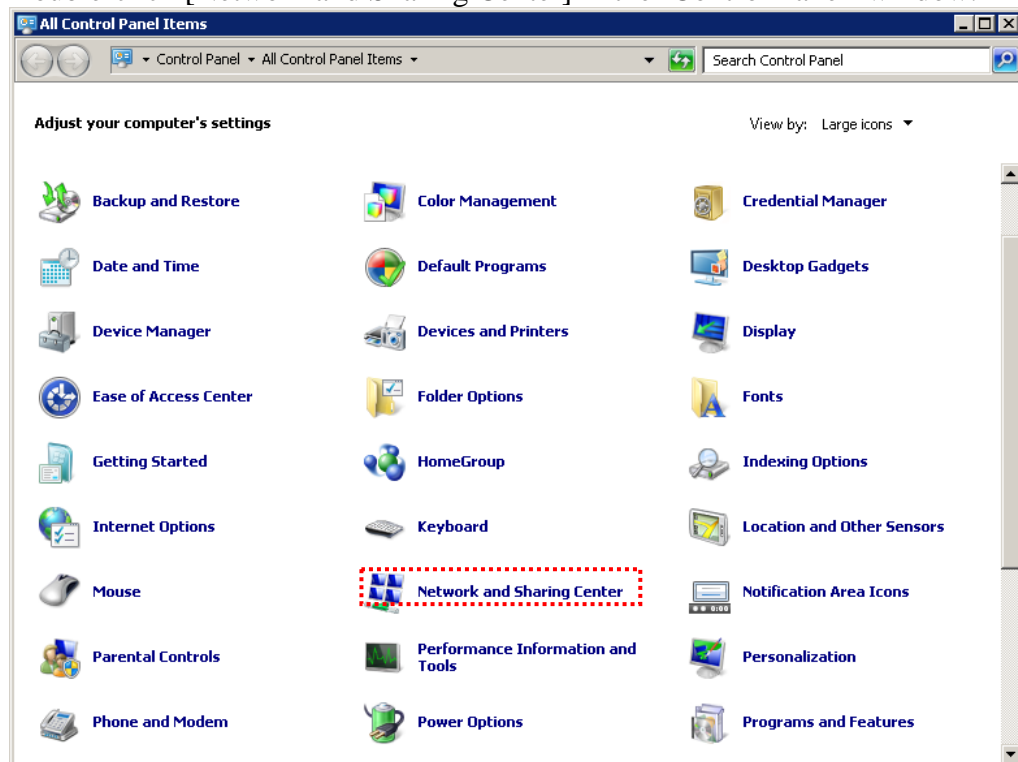 All Control Panel Items
Control Panel All Control Panel Items
Search Control Panel
Adjust your computer's settings
View by: Large icons
Backup and Restore
Color Management
Credential Manager
Date and Time
Default Programs
Desktop Gadgets
Device Manager
Devices and Printers
Display
Ease of Access Center
Folder Options
Fonts
Getting Started
HomeGroup
Indexing Options
Internet Options
Keyboard
Location and Other Sensors
Mouse
Network and Sharing Center
Notification Area Icons
Parental Controls
Performance Information and
Tools
Personalization
Phone and Modem
Power Options
Programs and Features